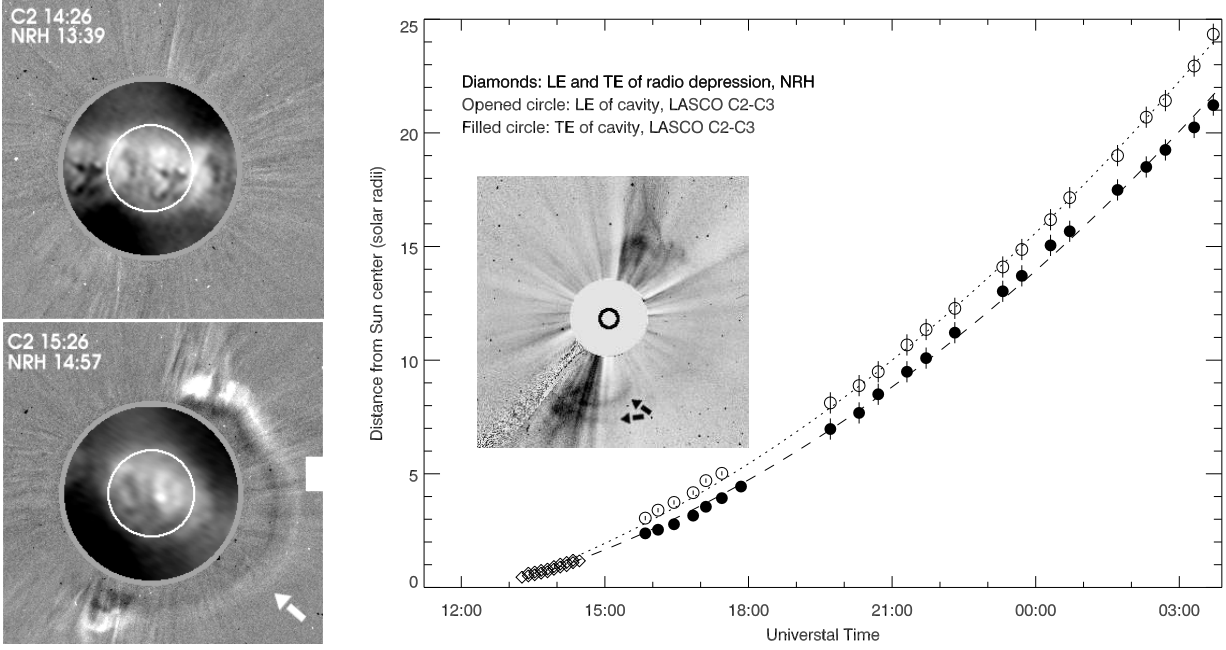 C2 14:26
NRH 13:39
C2 15:26
NRH 14:57
Diamonds: LE and TE of radio depression, NRH
Opened circle: LE of cavity, LASCO C2-C3
Filled circle: TE of cavity, LASCO C2-C3
Distance from Sun center (solar radii)
25
20
15
10
5
0
12:00
15:00
18:00
21:00
00:00
03:00
Universtal Time